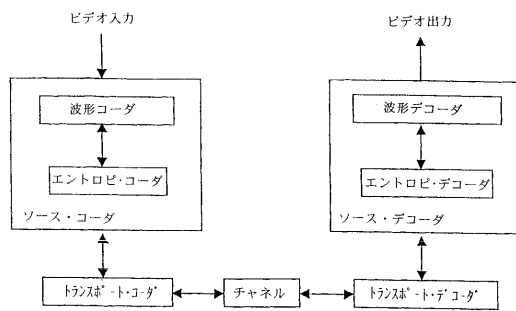 ビデオ入力
ビデオ出力
波形コーダ
波形デコーダ
エントロピ・コーダ
エントロピ・デコーダ
ソース・コーダ
ソース・デコーダ
トランスポート・コーダ
チャネル
トランスポート・デコーダ